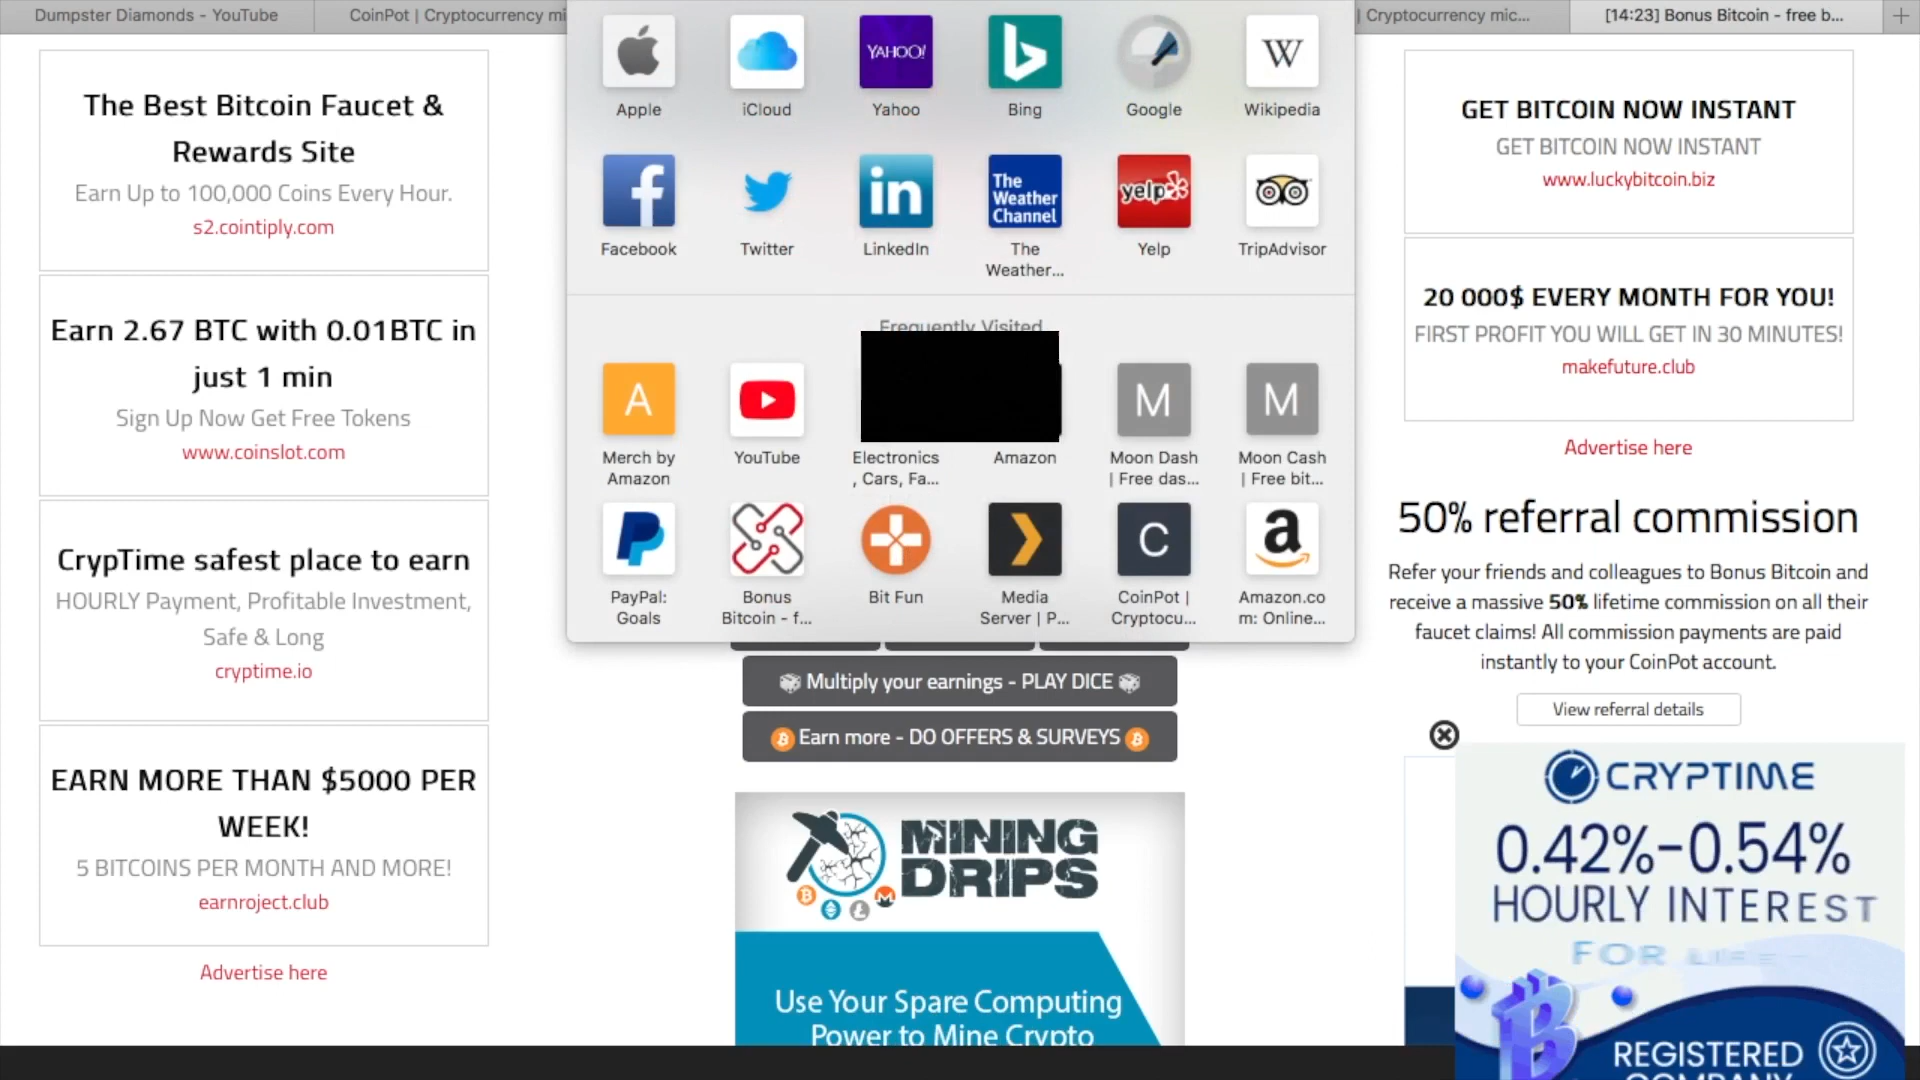 Dumpster Diamonds - YouTube
CoinPot | Cryptocurrency mi
| Cryptocurrency mic...
[14:23] Bonus Bitcoin - free b...
The Best Bitcoin Faucet &
Rewards Site
Earn Up to 100,000 Coins Every Hour.
s2.cointiply.com
Earn 2.67 BTC with 0.01BTC in
just 1 min
Sign Up Now Get Free Tokens
www.coinslot.com
CrypTime safest place to earn
HOURLY Payment, Profitable Investment,
Safe & Long
cryptime.io
EARN MORE THAN $5000 PER
WEEK!
5 BITCOINS PER MONTH AND MORE!
earnroject.club
Advertise here
YAHOO!
W
Apple
iCloud
Yahoo
Bing
Google
Wikipedia
f
in
The
Weather
Channel
yelp
Facebook
Twitter
LinkedIn
The
Weather...
Yelp
TripAdvisor
Frequently Visited
A
M
M
Merch by
Amazon
YouTube
Electronics
, Cars, Fa...
Amazon
Moon Dash
| Free das...
Moon Cash
| Free bit...
C
a
PayPal:
Goals
Bonus
Bitcoin - f...
Bit Fun
Media
Server | P...
CoinPot |
Cryptocu...
Amazon.co
m: Online...
Multiply your earnings - PLAY DICE
Earn more - DO OFFERS & SURVEYS
MINING
DRIPS
Use Your Spare Computing
Power to Mine Crypto
GET BITCOIN NOW INSTANT
GET BITCOIN NOW INSTANT
www.luckybitcoin.biz
20 000$ EVERY MONTH FOR YOU!
FIRST PROFIT YOU WILL GET IN 30 MINUTES!
makefuture.club
Advertise here
50% referral commission
Refer your friends and colleagues to Bonus Bitcoin and
receive a massive 50% lifetime commission on all their
faucet claims! All commission payments are paid
instantly to your CoinPot account.
View referral details
CRYPTIME
0.42%-0.54%
HOURLY INTEREST
FOR LIFE
REGISTERED
COMPANY